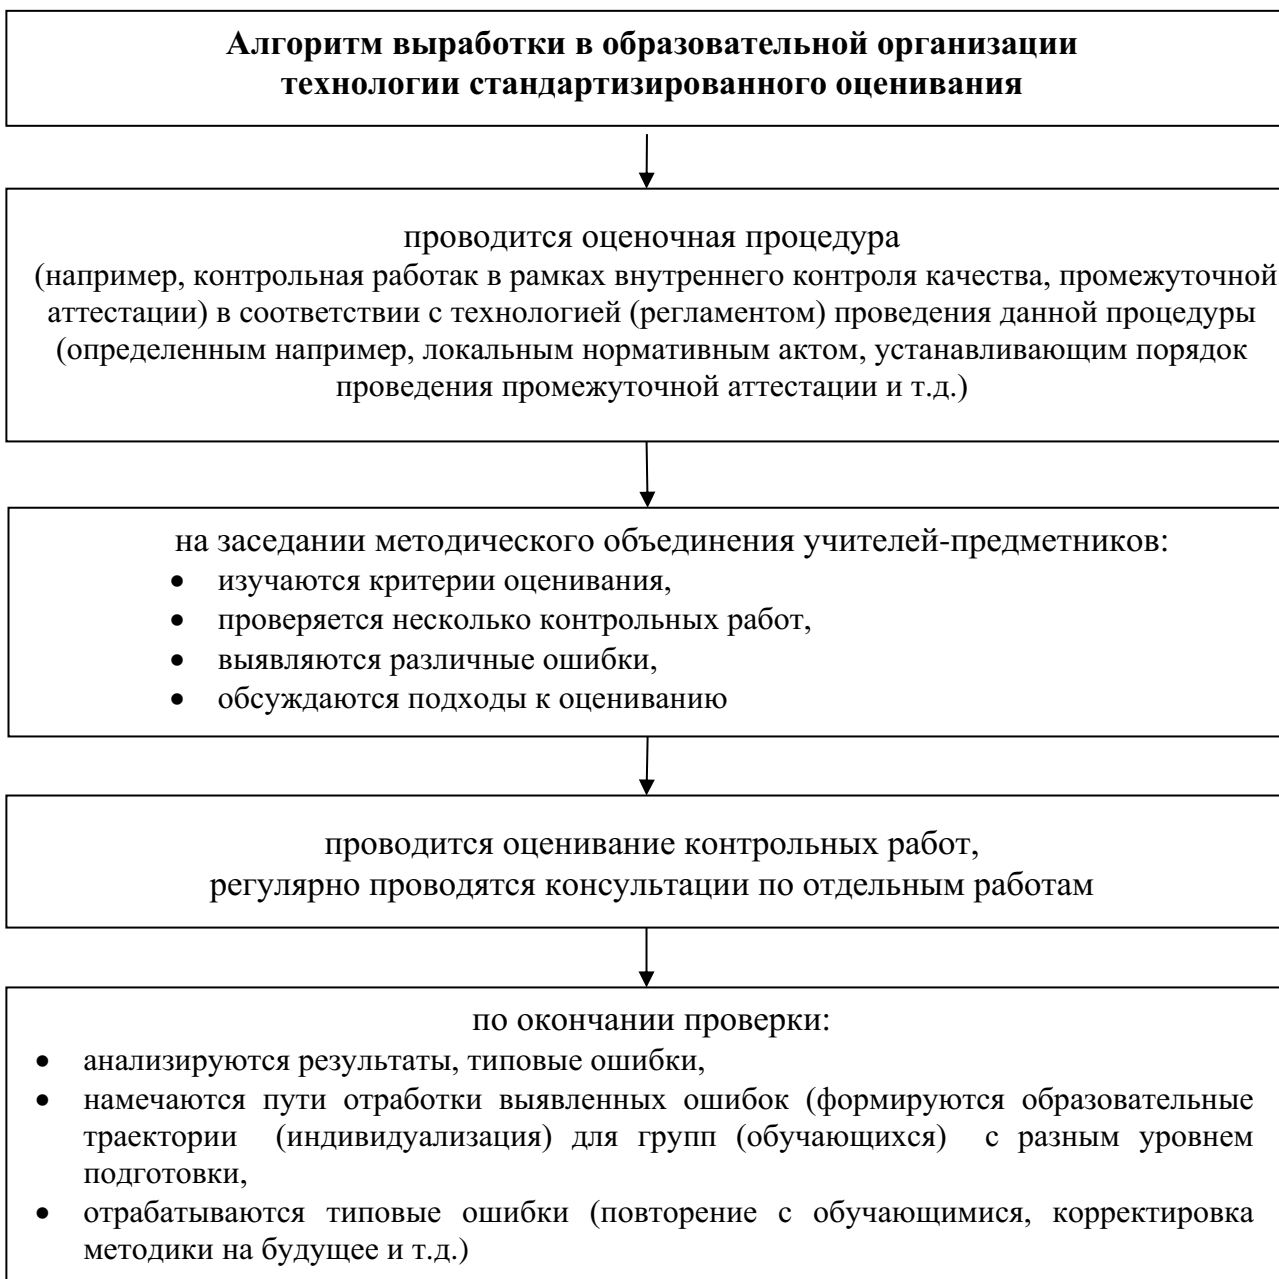 Алгоритм выработки в образовательной организации
технологии стандартизированного оценивания
проводится оценочная процедура
(например, контрольная работак в рамках внутреннего контроля качества, промежуточной
аттестации) в соответствии с технологией (регламентом) проведения данной процедуры
(определенным например, локальным нормативным актом, устанавливающим порядок
проведения промежуточной аттестации и т.д.)
на заседании методического объединения учителей-предметников:
• изучаются критерии оценивания,
• проверяется несколько контрольных работ,
• выявляются различные ошибки,
• обсуждаются подходы к оцениванию
проводится оценивание контрольных работ,
регулярно проводятся консультации по отдельным работам
по окончании проверки:
• анализируются результаты, типовые ошибки,
• намечаются пути отработки выявленных ошибок (формируются образовательные
траектории (индивидуализация) для групп (обучающихся) с разным уровнем
подготовки,
• отрабатываются типовые ошибки (повторение с обучающимися, корректировка
методики на будущее и т.д.)